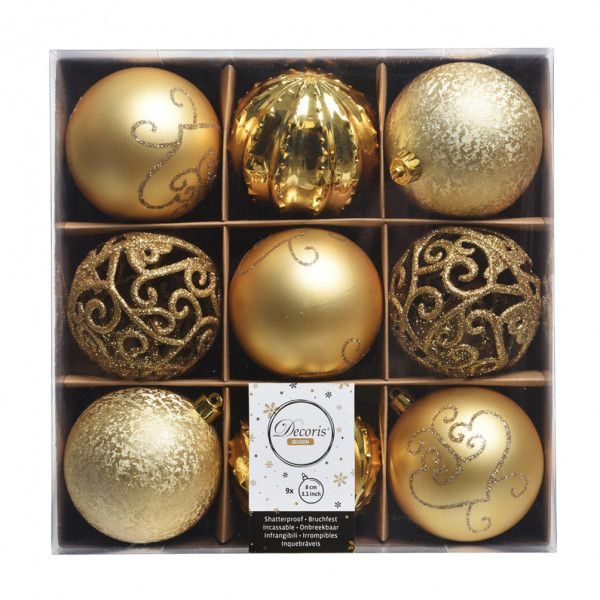 Decoris®
SEASON
9x
8 cm
3.1 inch
Shatterproof • Bruchfest
Incassable • Onbreekbaar
Infrangibili • Irrompibles
Inquebráveis